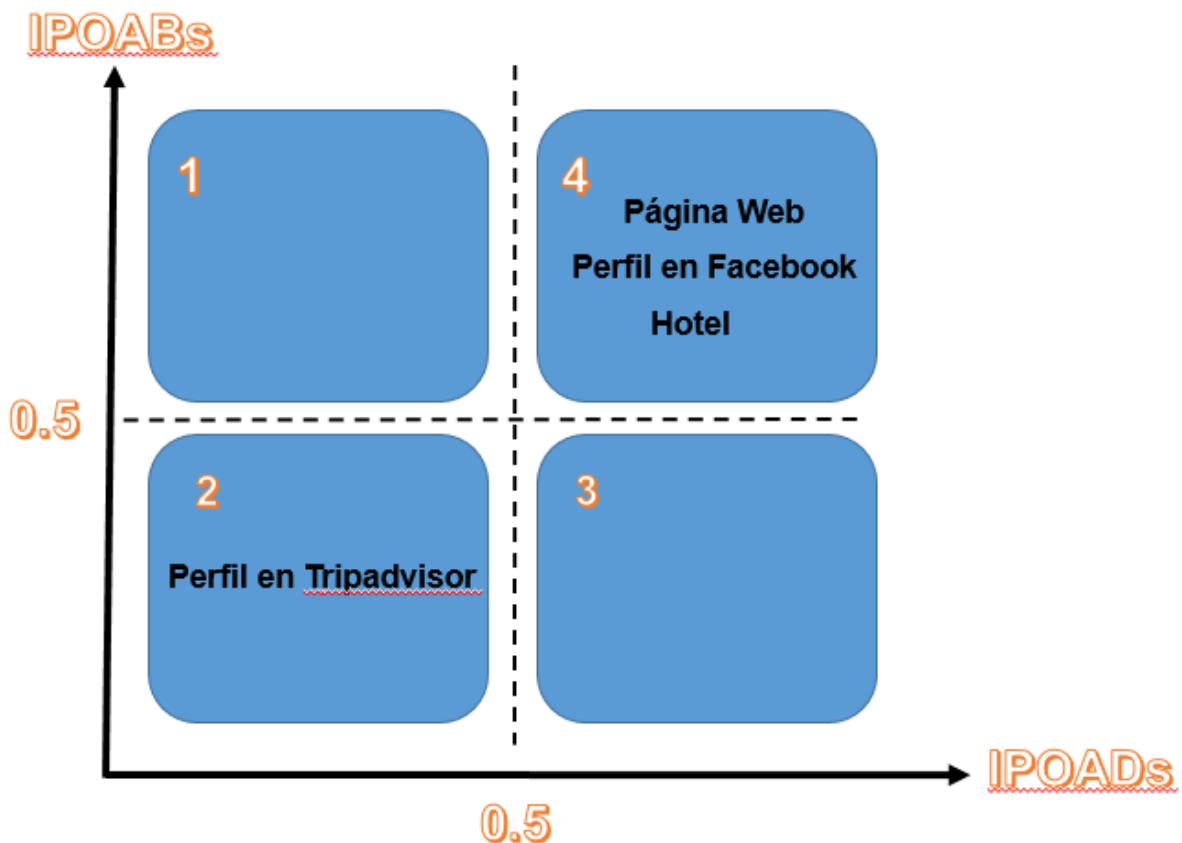 IPOABs
1
4
Página Web
Perfil en Facebook
Hotel
0.5
2
3
Perfil en Tripadvisor
IPOADs
0.5